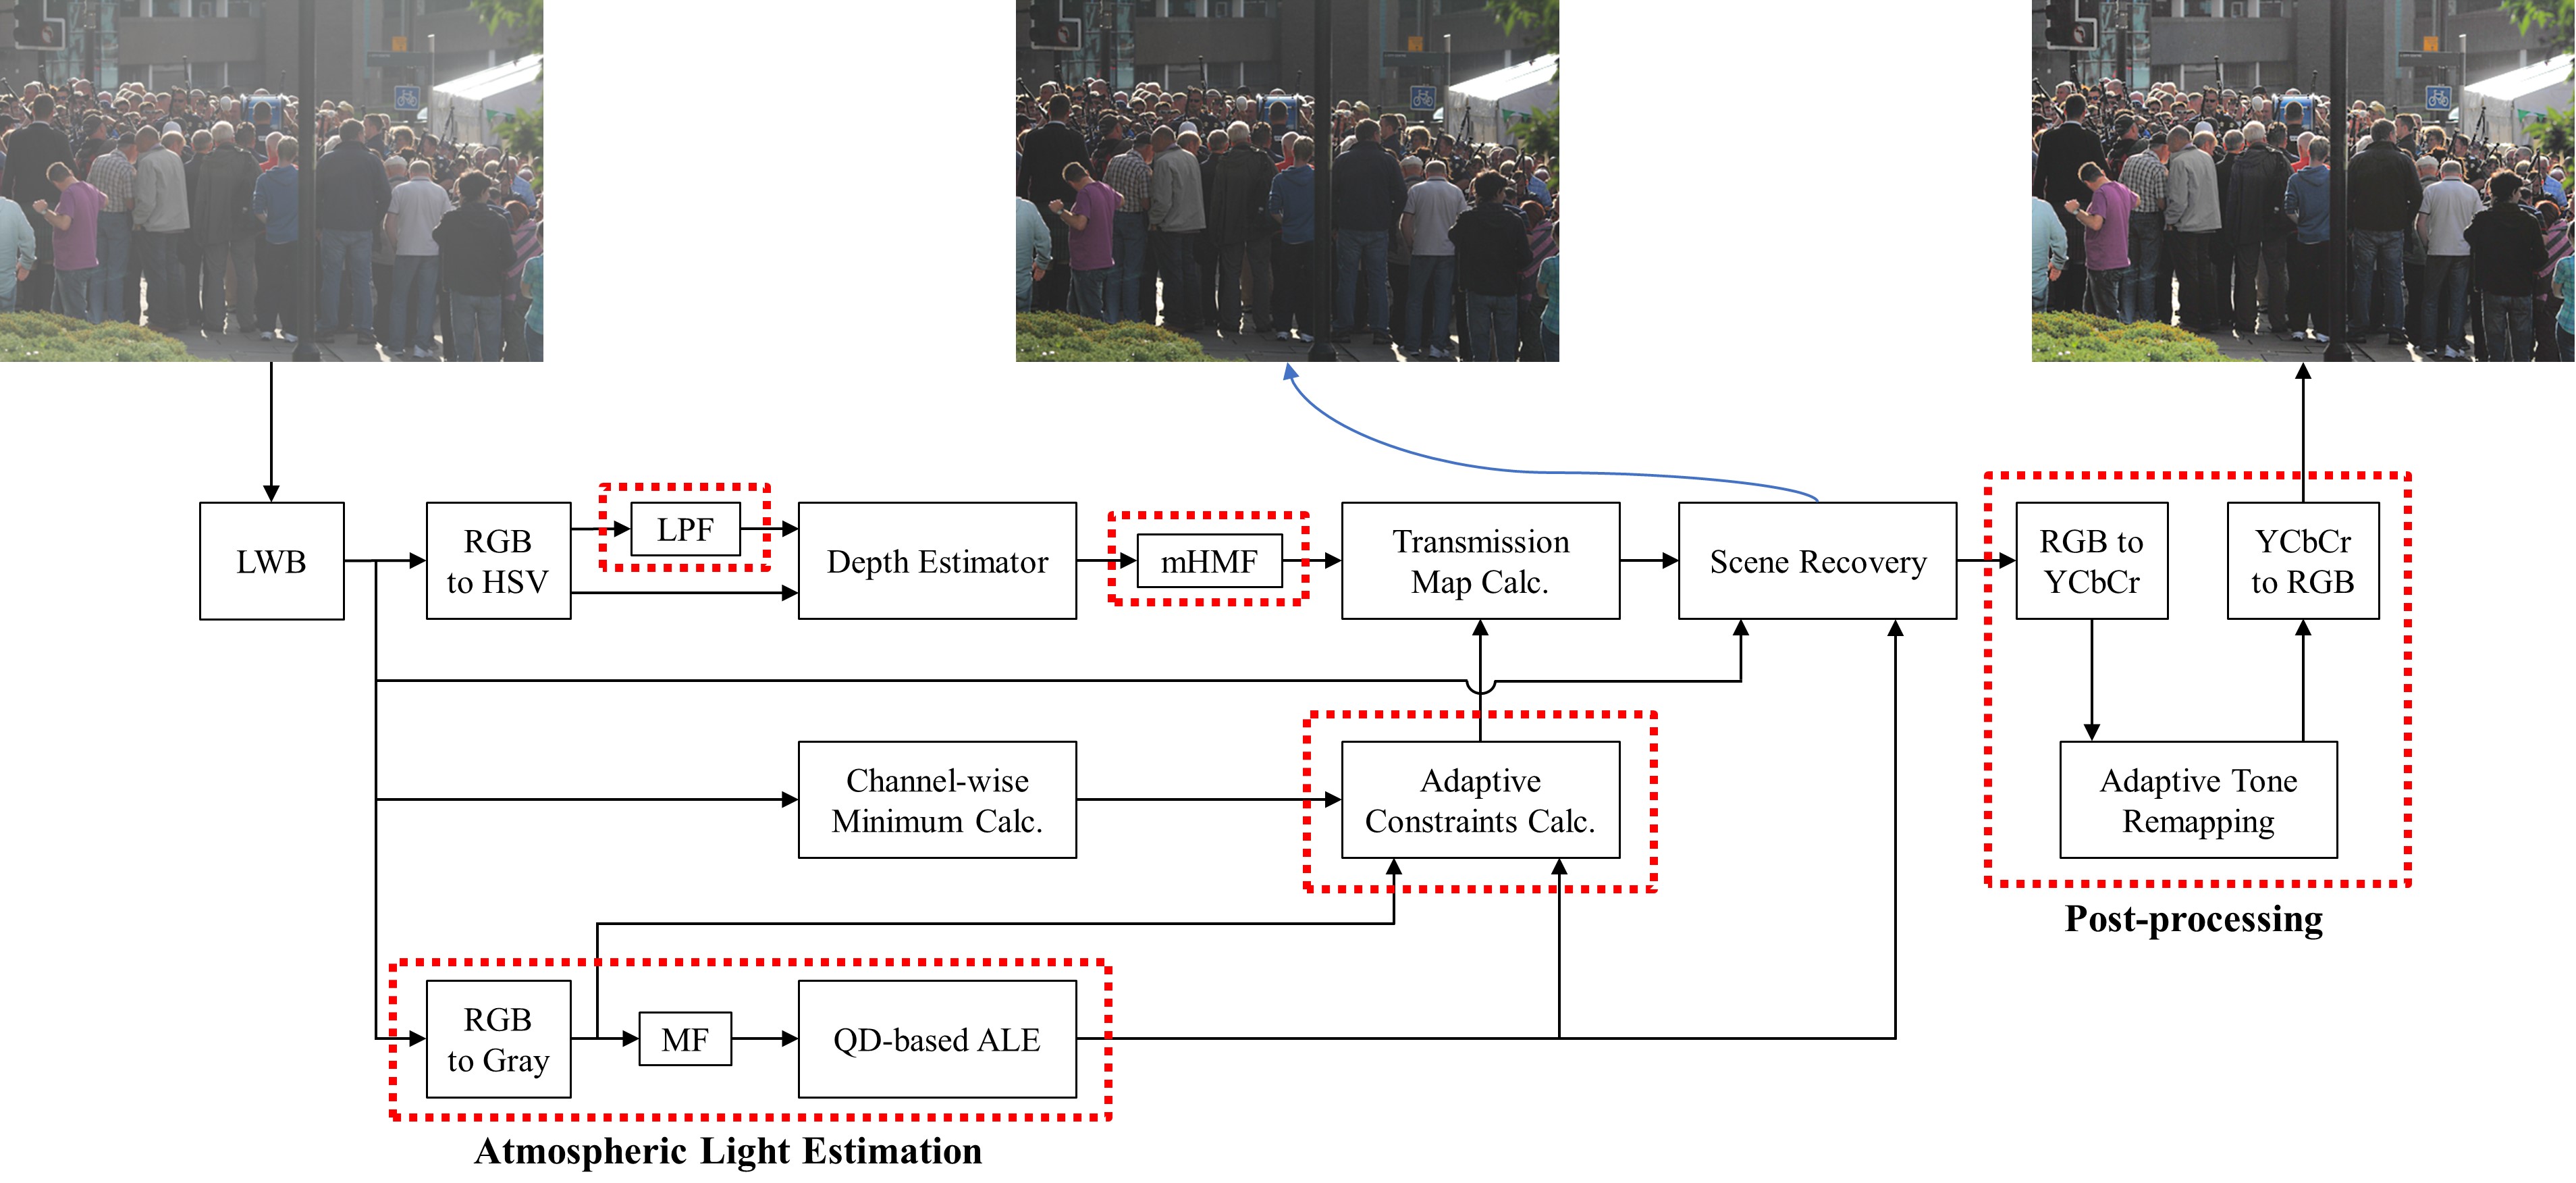 LWB
RGB
to HSV
LPF
Depth Estimator
mHMF
Transmission
Map Calc.
Scene Recovery
RGB to
YCbCr
YCbCr
to RGB
Channel-wise
Minimum Calc.
Adaptive
Constraints Calc.
Adaptive Tone
Remapping
Post-processing
RGB
to Gray
MF
QD-based ALE
Atmospheric Light Estimation